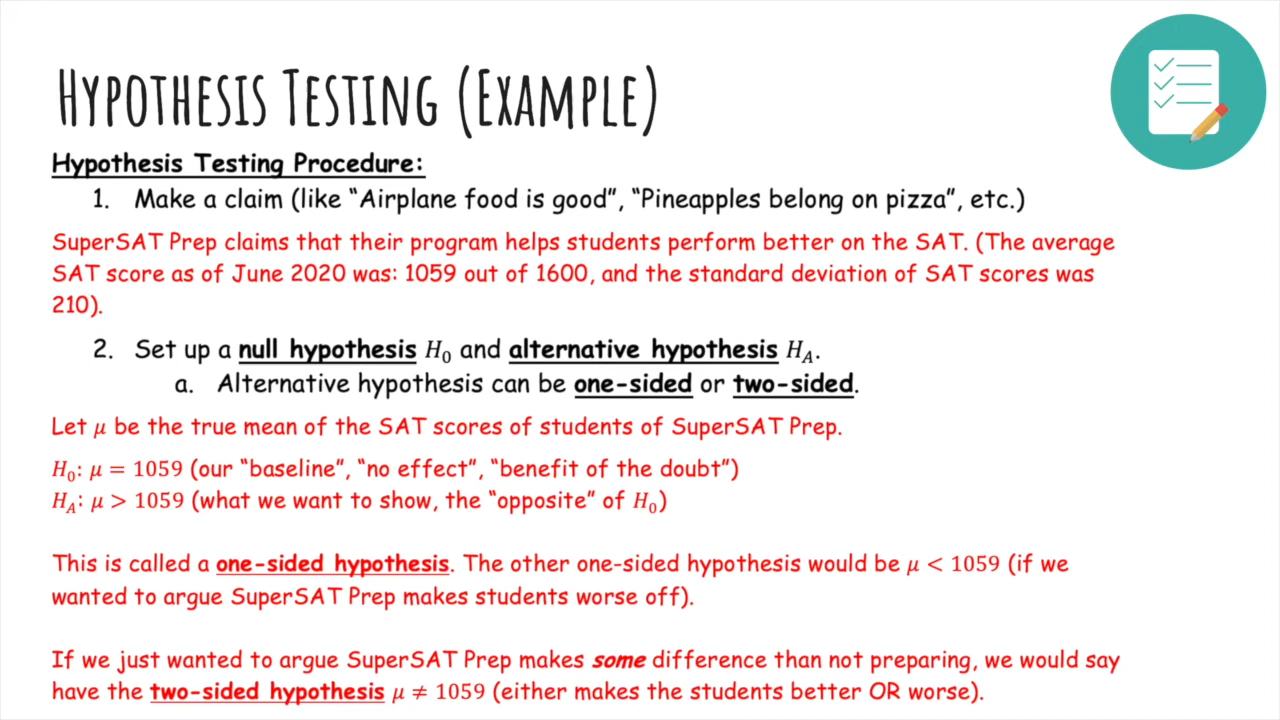 HYPOTHESIS TESTING (EXAMPLE)
Hypothesis Testing Procedure:
1. Make a claim (like “Airplane food is good”, “Pineapples belong on pizza”, etc.)
SuperSAT Prep claims that their program helps students perform better on the SAT. (The average
SAT score as of June 2020 was: 1059 out of 1600, and the standard deviation of SAT scores was
210).
2. Set up a null hypothesis H₀ and alternative hypothesis H_A.
a. Alternative hypothesis can be one-sided or two-sided.
Let μ be the true mean of the SAT scores of students of SuperSAT Prep.
H₀: μ = 1059 (our “baseline”, “no effect”, “benefit of the doubt”)
H_A: μ > 1059 (what we want to show, the “opposite” of H₀)
This is called a one-sided hypothesis. The other one-sided hypothesis would be μ < 1059 (if we
wanted to argue SuperSAT Prep makes students worse off).
If we just wanted to argue SuperSAT Prep makes some difference than not preparing, we would say
have the two-sided hypothesis μ ≠ 1059 (either makes the students better OR worse).